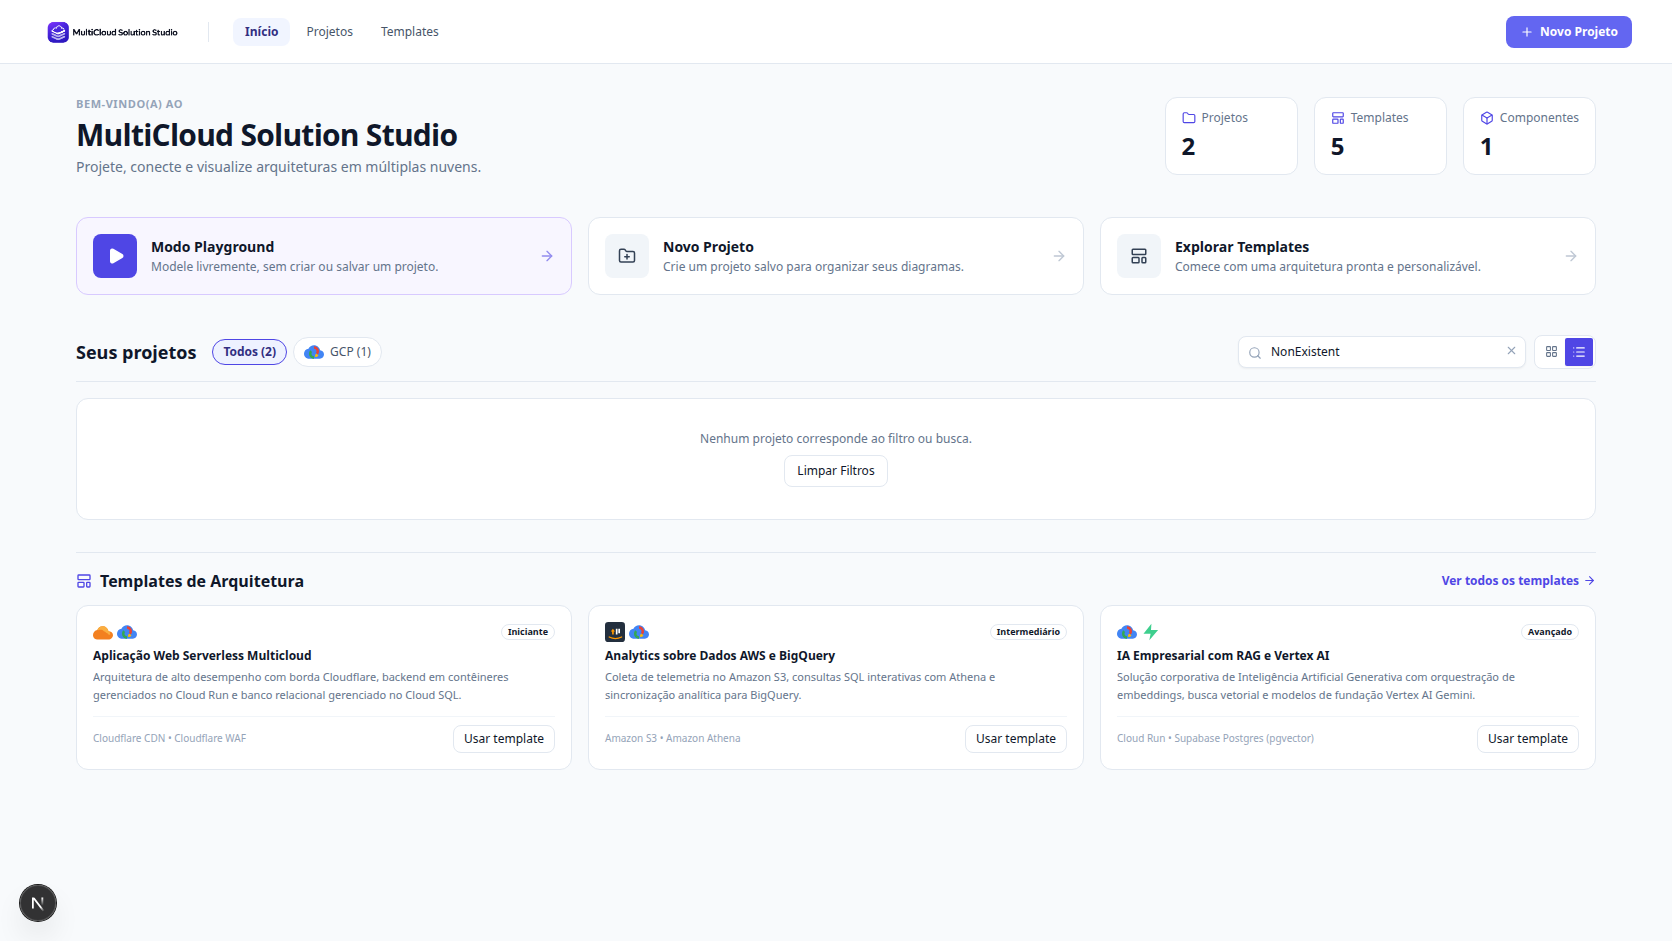 MultiCloud Solution Studio
Início
Projetos
Templates
Novo Projeto
BEM-VINDO(A) AO
MultiCloud Solution Studio
Projete, conecte e visualize arquiteturas em múltiplas nuvens.
Projetos
2
Templates
5
Componentes
1
Modo Playground
Modele livremente, sem criar ou salvar um projeto.
Novo Projeto
Crie um projeto salvo para organizar seus diagramas.
Explorar Templates
Comece com uma arquitetura pronta e personalizável.
Seus projetos
Todos (2)
GCP (1)
NonExistent
Nenhum projeto corresponde ao filtro ou busca.
Limpar Filtros
Templates de Arquitetura
Ver todos os templates
Iniciante
Aplicação Web Serverless Multicloud
Arquitetura de alto desempenho com borda Cloudflare, backend em contêineres
gerenciados no Cloud Run e banco relacional gerenciado no Cloud SQL.
Cloudflare CDN • Cloudflare WAF
Usar template
Intermediário
Analytics sobre Dados AWS e BigQuery
Coleta de telemetria no Amazon S3, consultas SQL interativas com Athena e
sincronização analítica para BigQuery.
Amazon S3 • Amazon Athena
Usar template
Avançado
IA Empresarial com RAG e Vertex AI
Solução corporativa de Inteligência Artificial Generativa com orquestração de
embeddings, busca vetorial e modelos de fundação Vertex AI Gemini.
Cloud Run • Supabase Postgres (pgvector)
Usar template
N